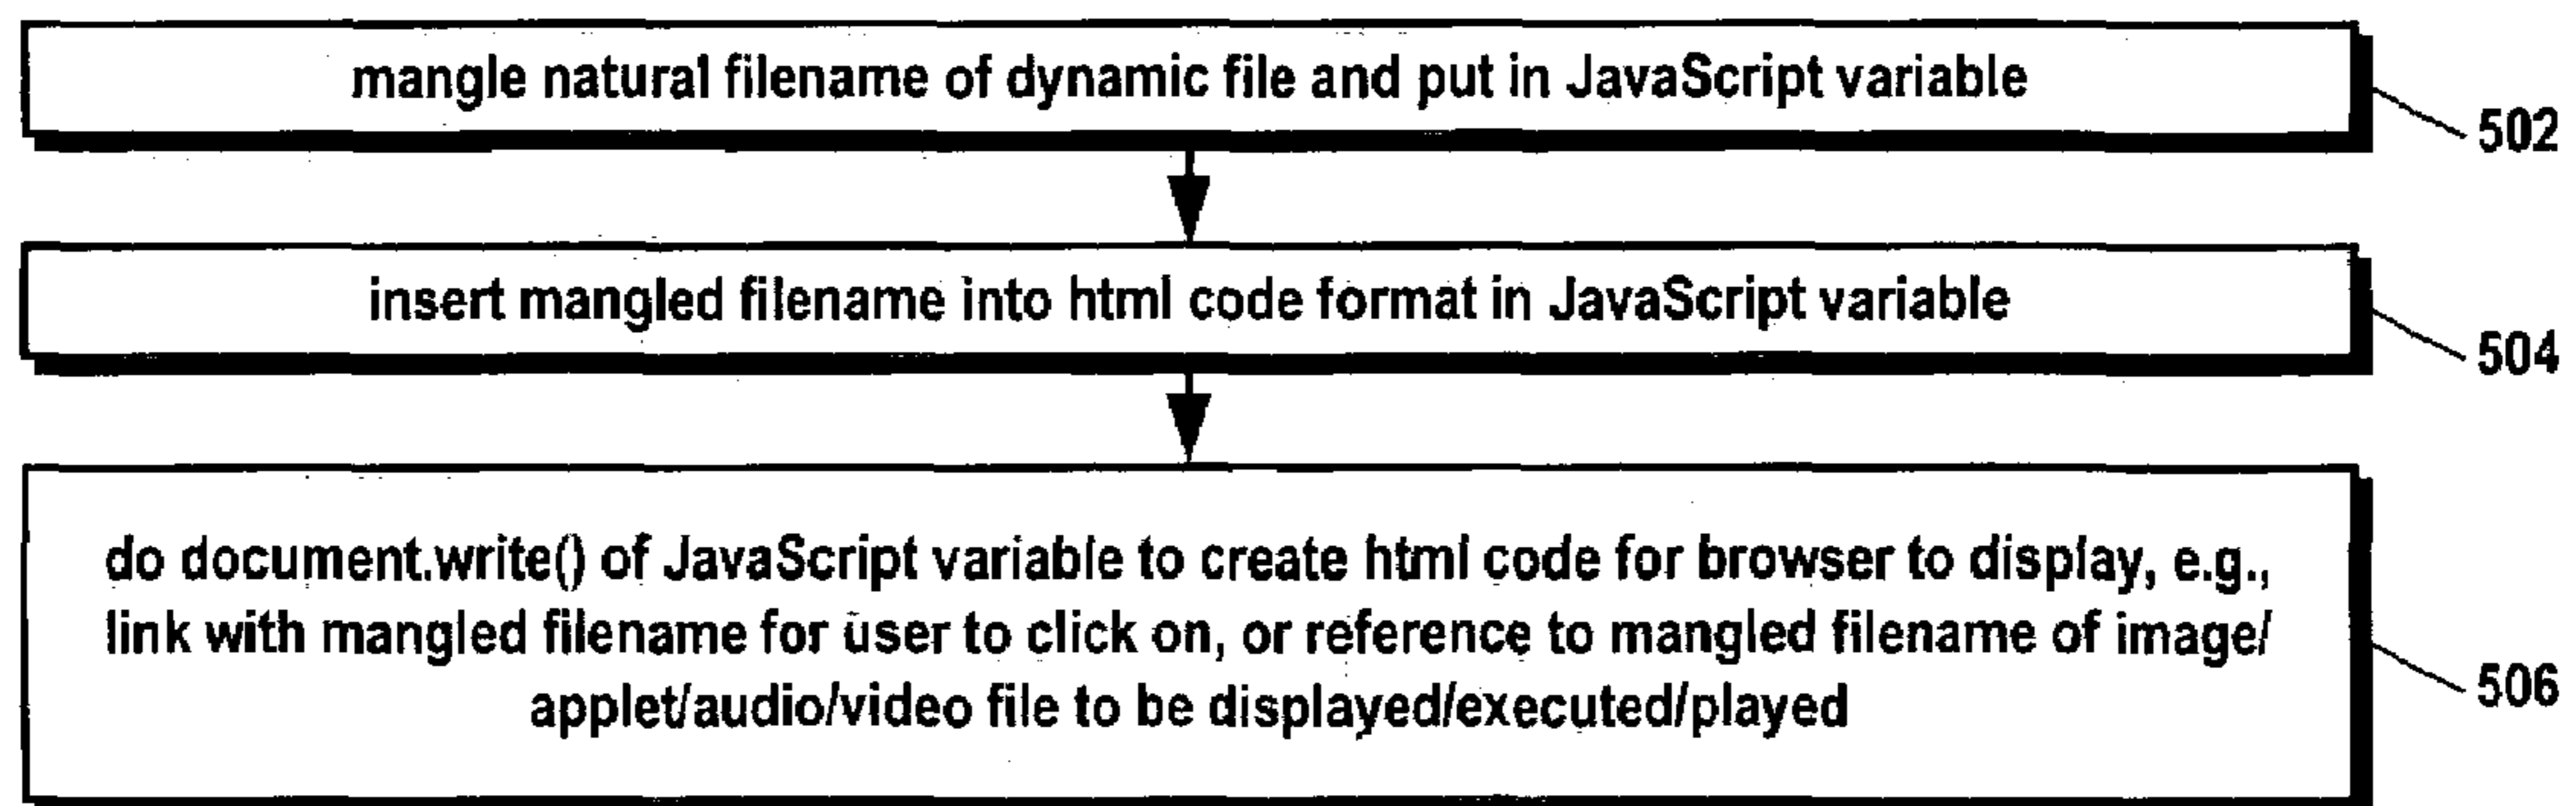 mangle natural filename of dynamic file and put in JavaScript variable
502
insert mangled filename into html code format in JavaScript variable
504
do document.write() of JavaScript variable to create html code for browser to display, e.g.,
link with mangled filename for user to click on, or reference to mangled filename of image/
applet/audio/video file to be displayed/executed/played
506